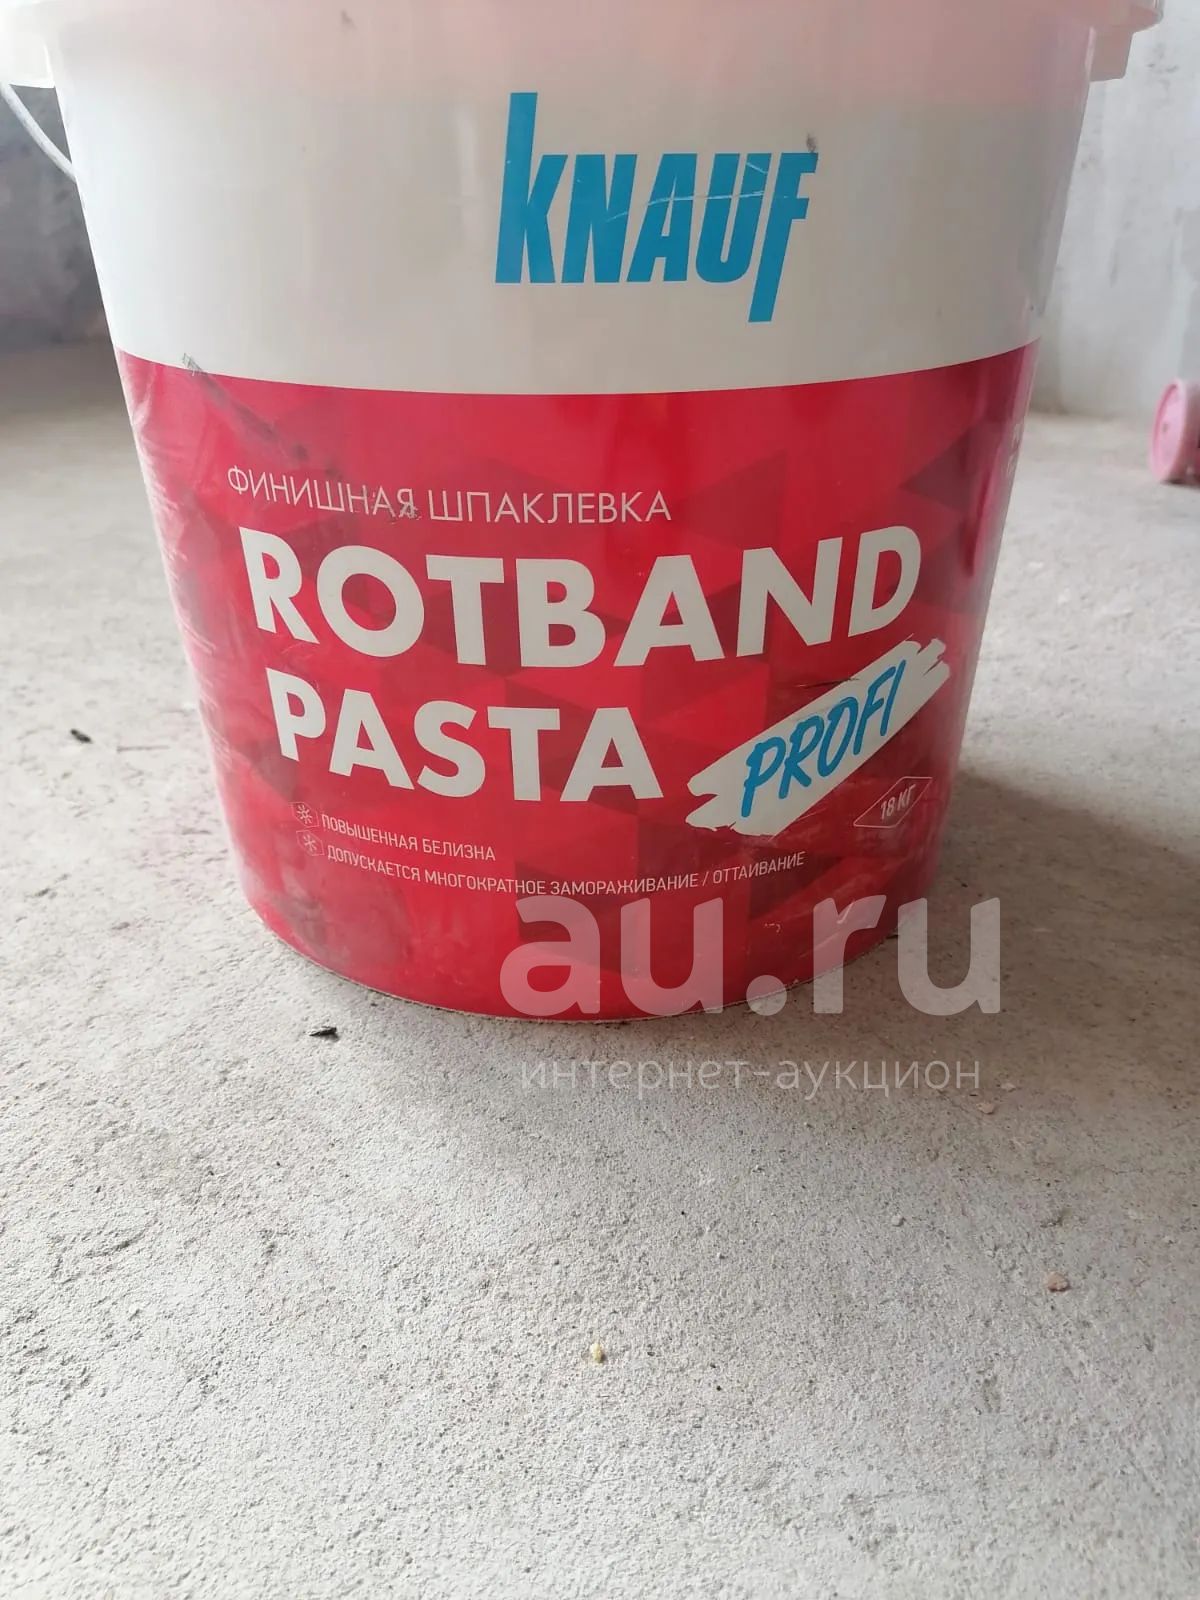 KNAUF
ФИНИШНАЯ ШПАКЛЕВКА
ROTBAND
PASTA
PROFI
18 КГ
ПОВЫШЕННАЯ БЕЛИЗНА
ДОПУСКАЕТСЯ МНОГОКРАТНОЕ ЗАМОРАЖИВАНИЕ / ОТТАИВАНИЕ
au.ru
интернет-аукцион